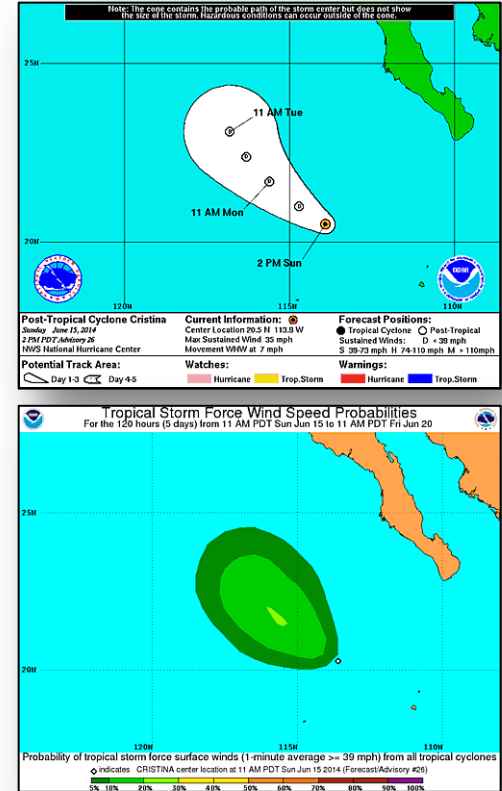 Note: The cone contains the probable path of the storm center but does not show
the size of the storm. Hazardous conditions can occur outside of the cone.
25N
11 AM Tue
D
D
D
11 AM Mon
D
20N
2 PM Sun
120W 115W 110W
NOAA
Post-Tropical Cyclone Cristina
Sunday June 15, 2014
2 PM PDT Advisory 26
NWS National Hurricane Center
Current Information:
Center Location 20.5 N 113.9 W
Max Sustained Wind 35 mph
Movement WNW at 7 mph
Forecast Positions:
Tropical Cyclone Post-Tropical
Sustained Winds: D < 39 mph
S 39-73 mph H 74-110 mph M > 110mph
Potential Track Area:
Day 1-3 Day 4-5
Watches:
Hurricane Trop.Storm
Warnings:
Hurricane Trop.Storm
Tropical Storm Force Wind Speed Probabilities
For the 120 hours (5 days) from 11 AM PDT Sun Jun 15 to 11 AM PDT Fri Jun 20
25N
20N
120W 115W 110W
Probability of tropical storm force surface winds (1-minute average >= 39 mph) from all tropical cyclones
indicates CRISTINA center location at 11 AM PDT Sun Jun 15 2014 (Forecast/Advisory #26)
5% 10% 20% 30% 40% 50% 60% 70% 80% 90% 100%